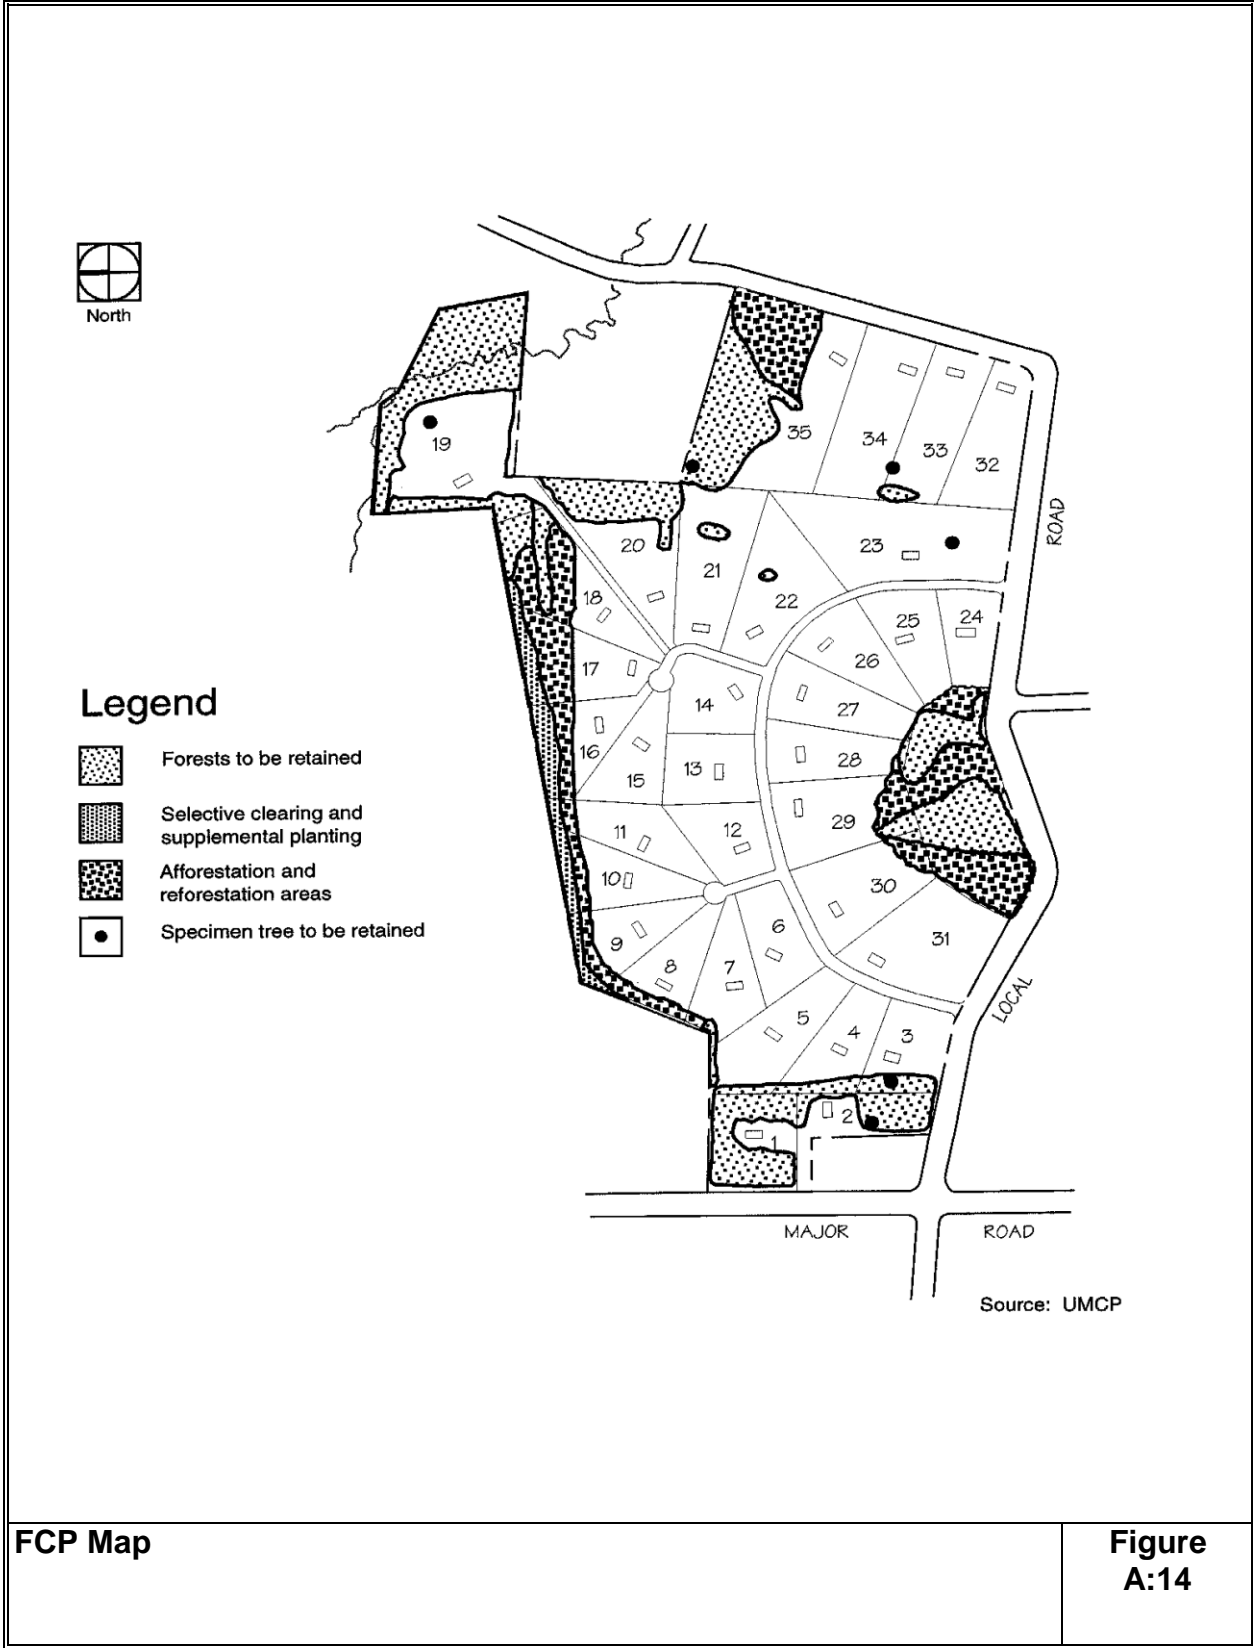 North
19
35
34
33
32
ROAD
20
21
23
22
18
25
24
26
17
14
27
16
28
15
13
29
11
12
10
30
6
31
9
8
7
5
4
3
LOCAL
2
1
MAJOR
ROAD
Legend
Forests to be retained
Selective clearing and
supplemental planting
Afforestation and
reforestation areas
Specimen tree to be retained
Source: UMCP
FCP Map
Figure
A:14